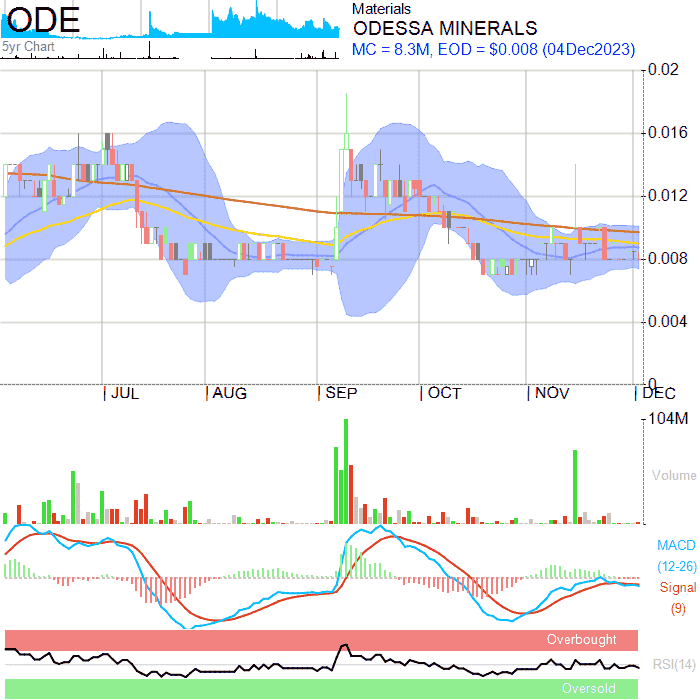 ODE
5yr Chart
Materials
ODESSA MINERALS
MC = 8.3M, EOD = $0.008 (04Dec2023)
0.02
0.016
0.012
0.008
0.004
0
JUL AUG SEP OCT NOV DEC
104M
Volume
MACD
(12-26)
Signal
(9)
Overbought
RSI(14)
Oversold